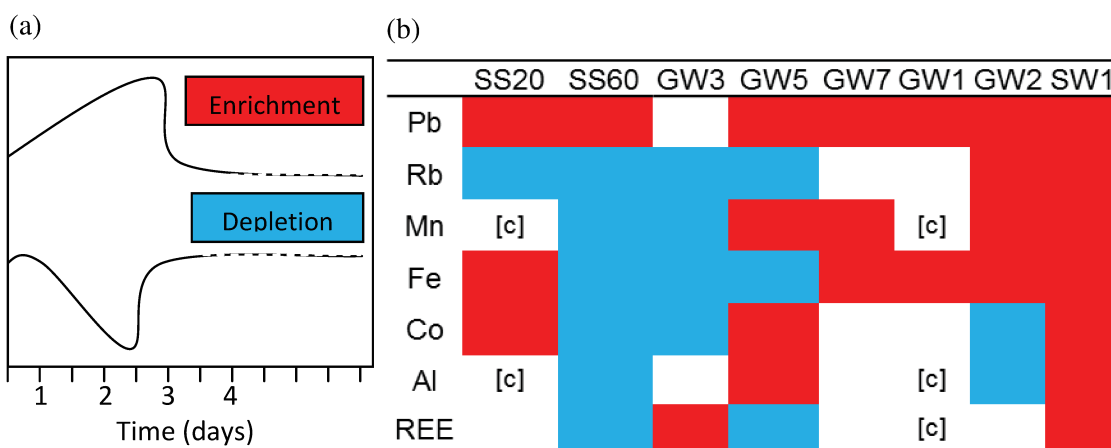 (a)
Enrichment
Depletion
1 2 3 4
Time (days)
(b)
SS20 SS60 GW3 GW5 GW7 GW1 GW2 SW1
Pb
Rb
Mn [c] [c]
Fe
Co
Al [c] [c]
REE [c]